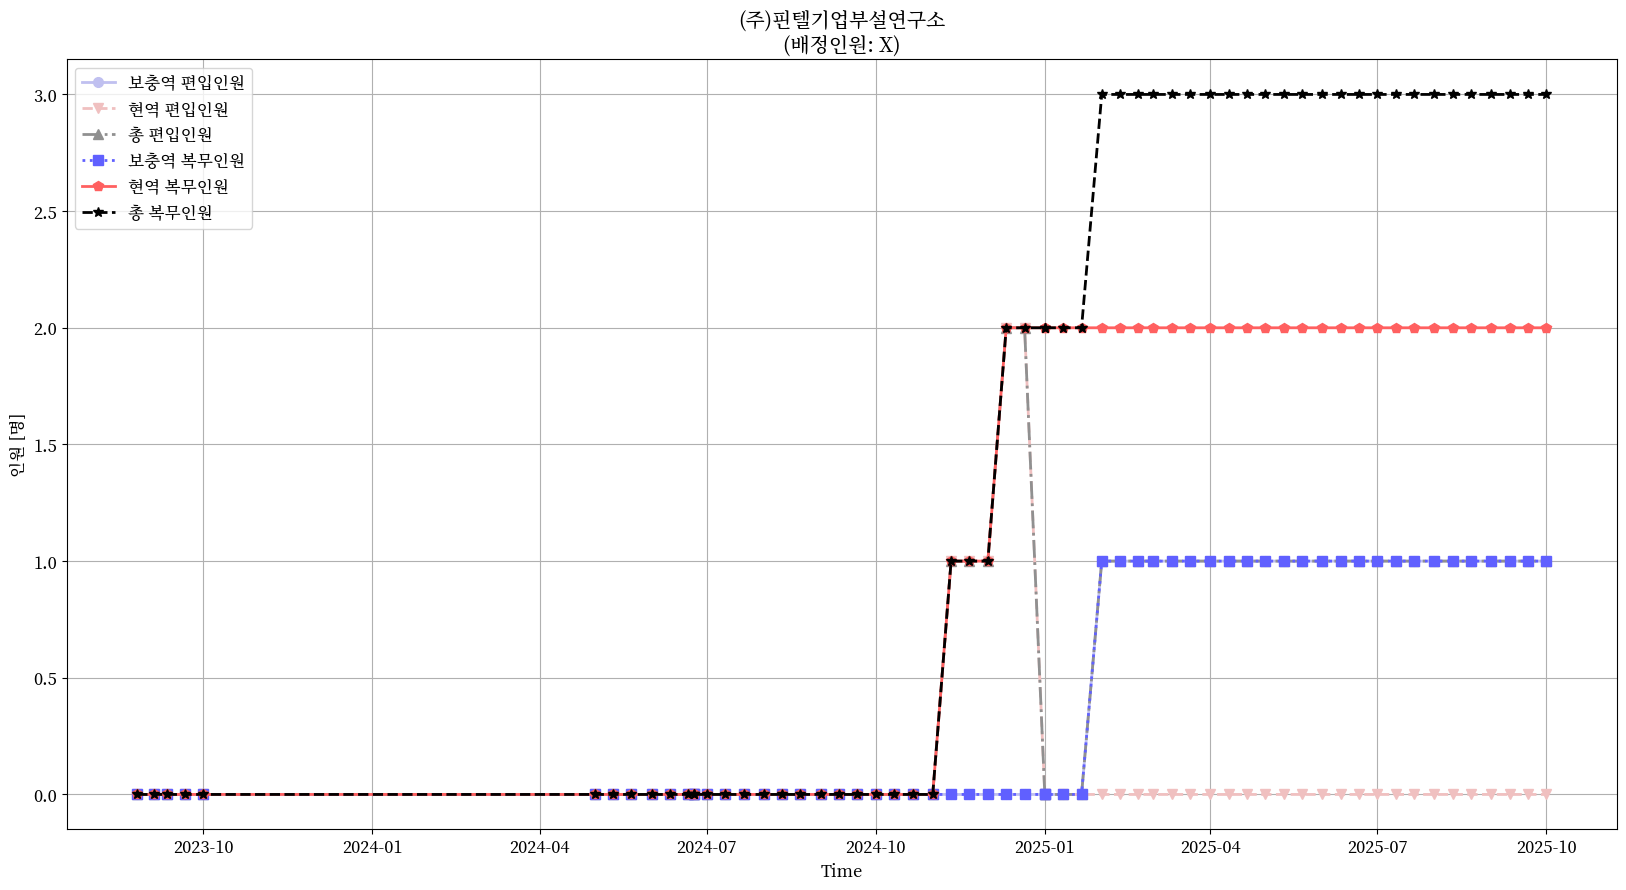 (주)핀텔기업부설연구소
(배정인원: X)
보충역 편입인원
현역 편입인원
총 편입인원
보충역 복무인원
현역 복무인원
총 복무인원
인원 [명]
3.0
2.5
2.0
1.5
1.0
0.5
0.0
2023-10
2024-01
2024-04
2024-07
2024-10
2025-01
2025-04
2025-07
2025-10
Time